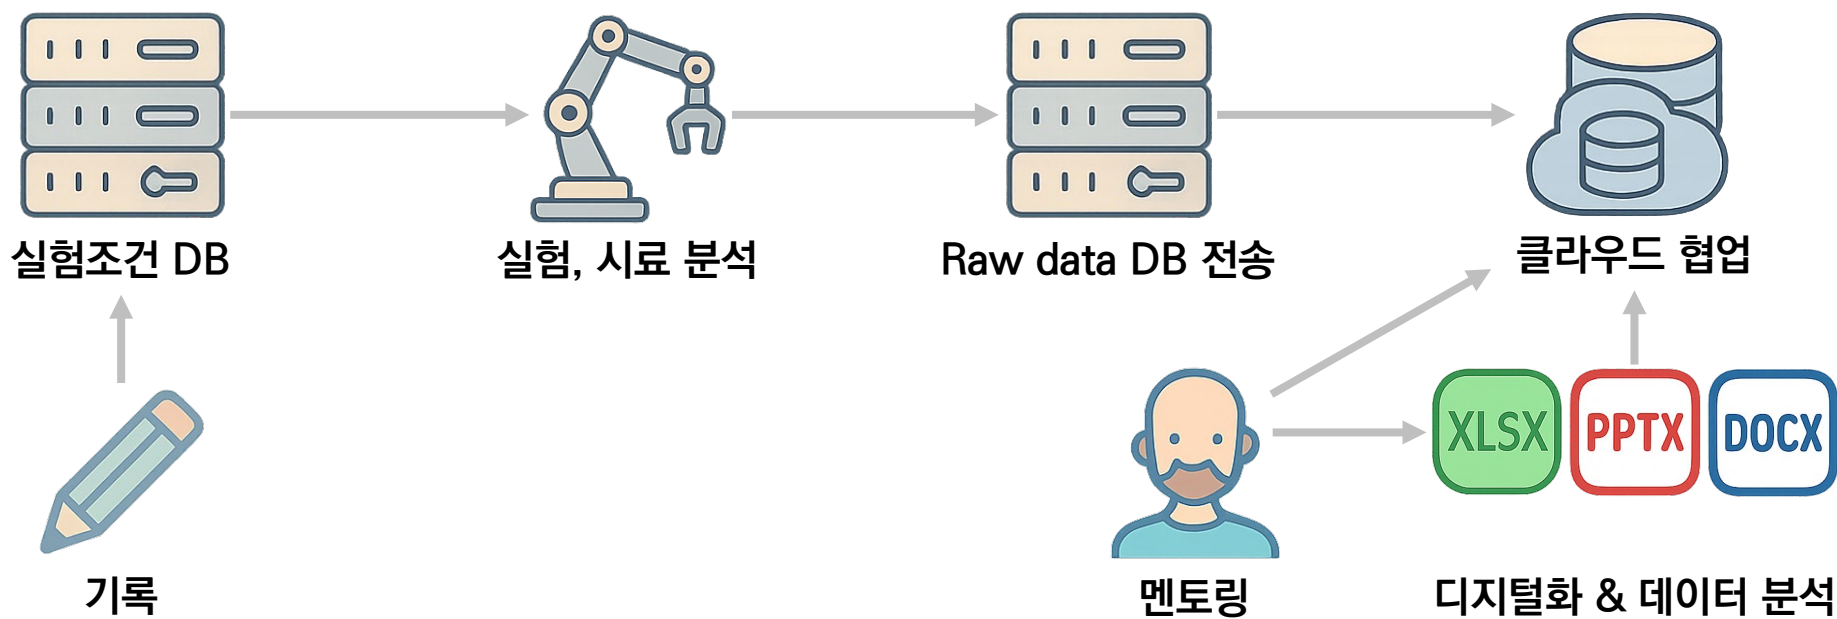 실험조건 DB
실험, 시료 분석
Raw data DB 전송
클라우드 협업
XLSX
PPTX
DOCX
기록
멘토링
디지털화 & 데이터 분석